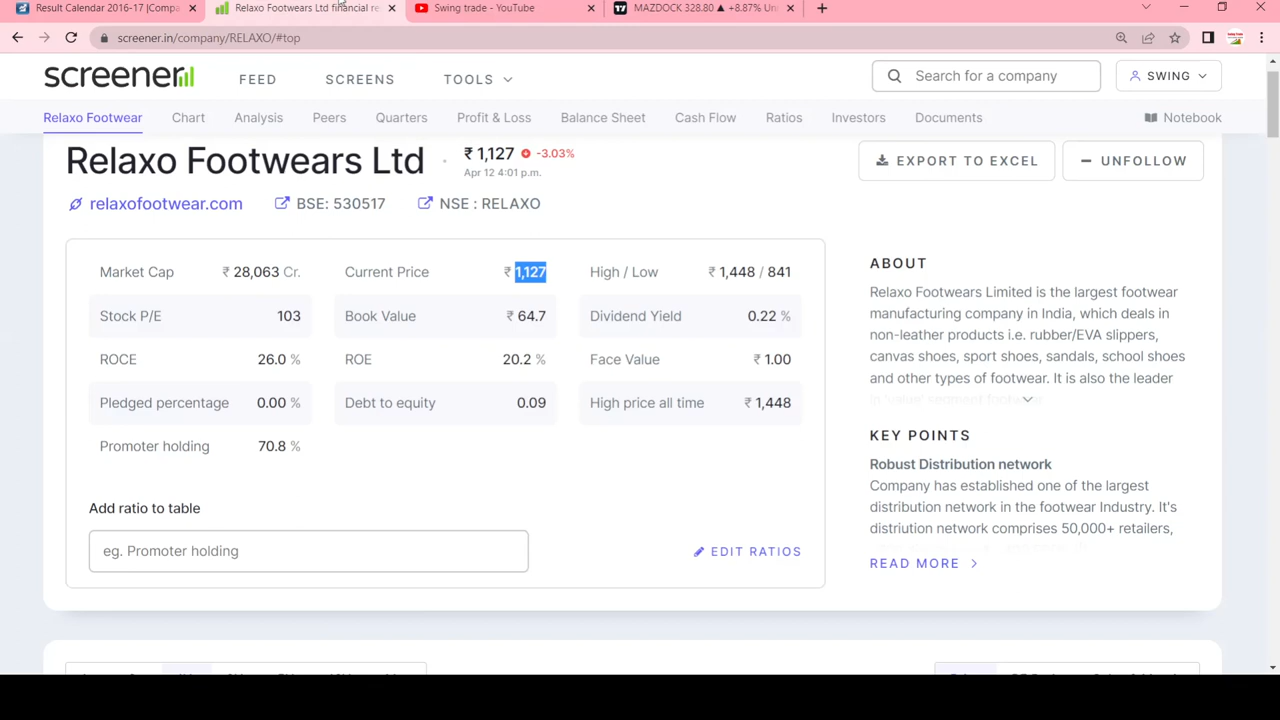 Result Calendar 2016-17 |Compa
Relaxo Footwears Ltd financial re
Swing trade - YouTube
MAZDOCK 328.80 ▲ +8.87% Un
screener.in/company/RELAXO/#top
screener
FEED
SCREENS
TOOLS
Search for a company
SWING
Relaxo Footwear
Chart
Analysis
Peers
Quarters
Profit & Loss
Balance Sheet
Cash Flow
Ratios
Investors
Documents
Notebook
Relaxo Footwears Ltd
₹ 1,127 -3.03%
Apr 12 4:01 p.m.
EXPORT TO EXCEL
UNFOLLOW
relaxofootwear.com
BSE: 530517
NSE : RELAXO
Market Cap ₹ 28,063 Cr.
Current Price ₹ 1,127
High / Low ₹ 1,448 / 841
Stock P/E 103
Book Value ₹ 64.7
Dividend Yield 0.22 %
ROCE 26.0 %
ROE 20.2 %
Face Value ₹ 1.00
Pledged percentage 0.00 %
Debt to equity 0.09
High price all time ₹ 1,448
Promoter holding 70.8 %
Add ratio to table
eg. Promoter holding
EDIT RATIOS
ABOUT
Relaxo Footwears Limited is the largest footwear
manufacturing company in India, which deals in
non-leather products i.e. rubber/EVA slippers,
canvas shoes, sport shoes, sandals, school shoes
and other types of footwear. It is also the leader
in 'value' segment footwear
KEY POINTS
Robust Distribution network
Company has established one of the largest
distribution network in the footwear Industry. It's
distriution network comprises 50,000+ retailers,
READ MORE